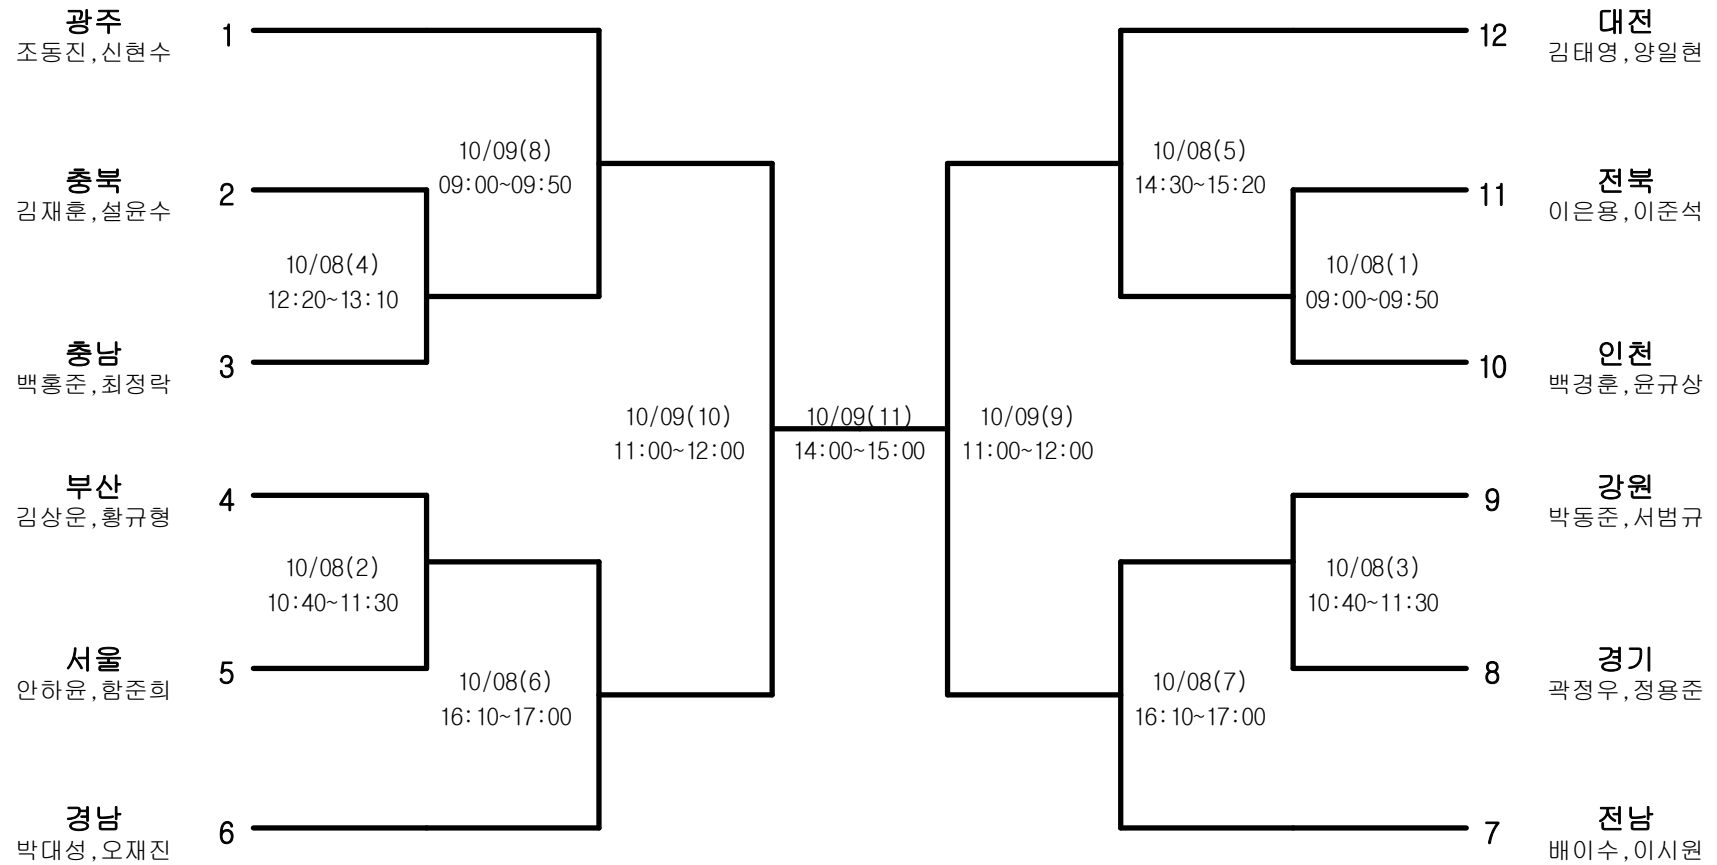 광주
조동진,신현수
1
10/09(8)
09:00~09:50
충북
김재훈,설윤수
2
10/08(4)
12:20~13:10
충남
백홍준,최정락
3
10/09(10)
11:00~12:00
부산
김상운,황규형
4
10/08(2)
10:40~11:30
서울
안하윤,함준희
5
10/08(6)
16:10~17:00
경남
박대성,오재진
6
10/09(11)
14:00~15:00
12
대전
김태영,양일현
10/08(5)
14:30~15:20
11
전북
이은용,이준석
10/08(1)
09:00~09:50
10
인천
백경훈,윤규상
10/09(9)
11:00~12:00
9
강원
박동준,서범규
10/08(3)
10:40~11:30
8
경기
곽정우,정용준
10/08(7)
16:10~17:00
7
전남
배이수,이시원